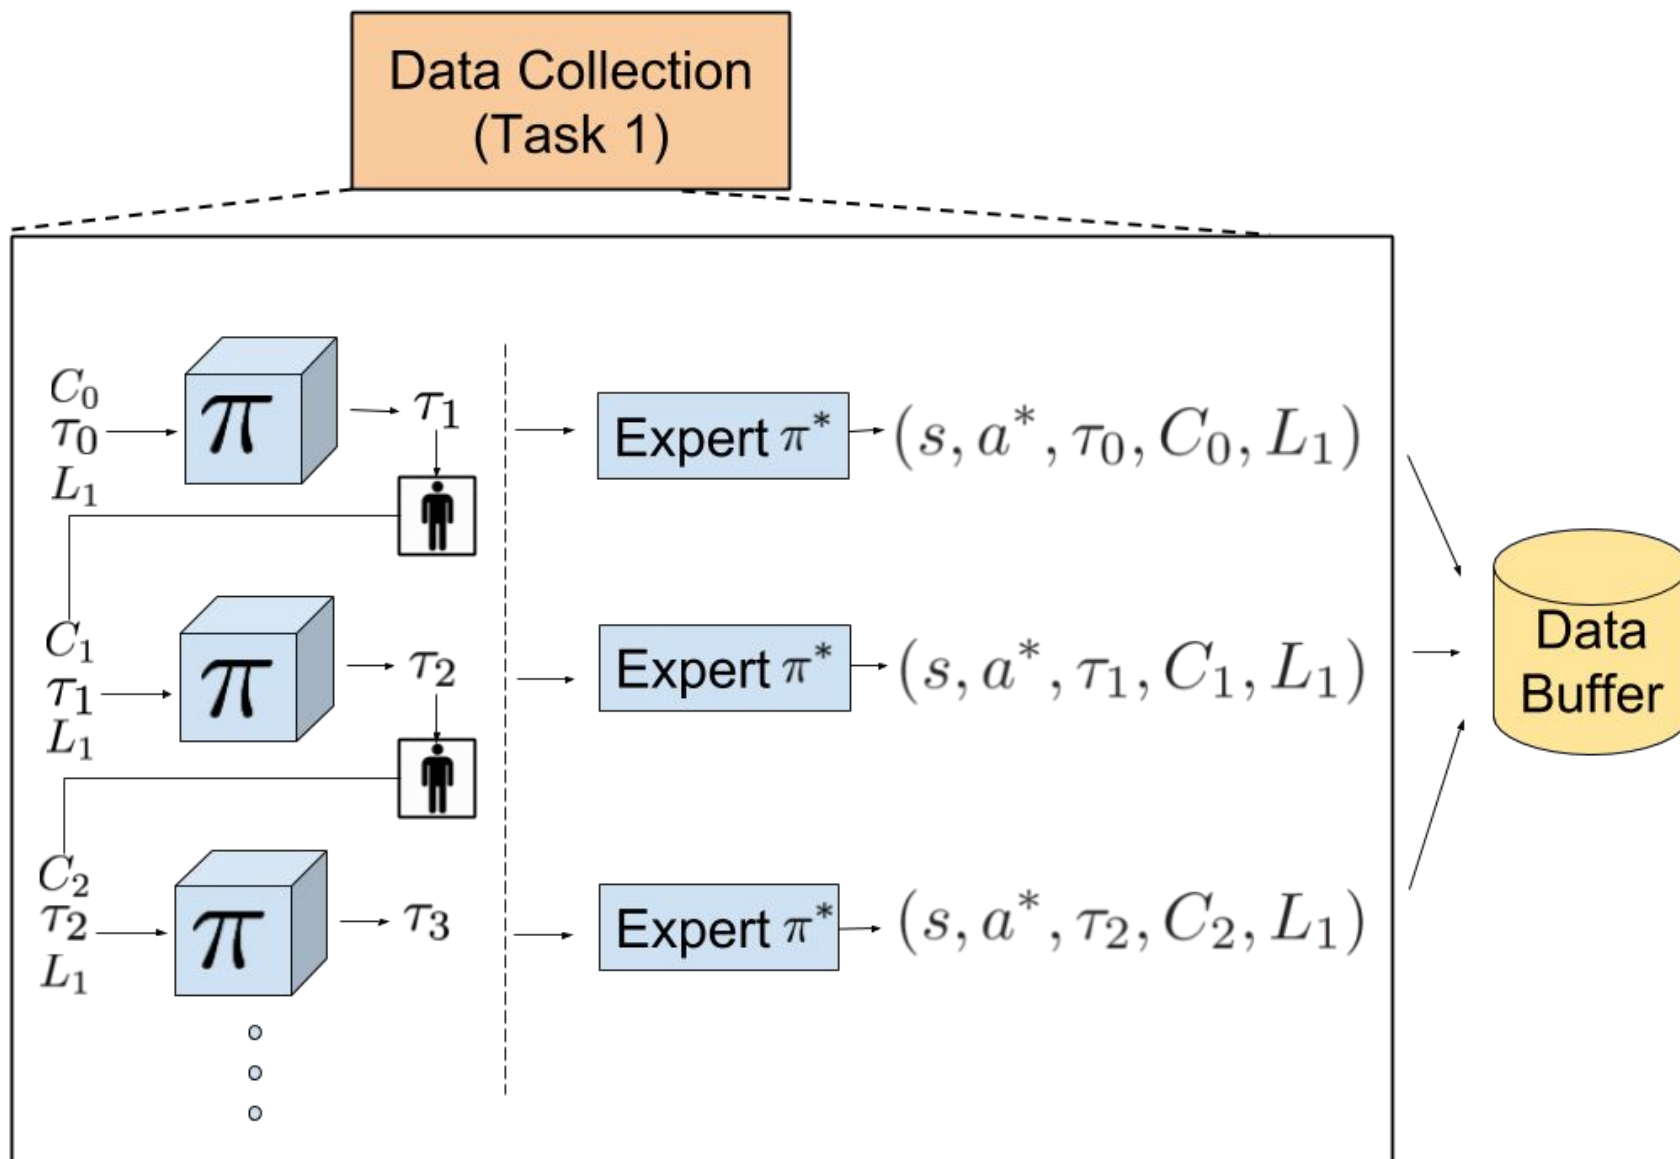 Data Collection
(Task 1)
C₀
τ₀
L₁
π
τ₁
Expert π*
(s, a*, τ₀, C₀, L₁)
C₁
τ₁
L₁
π
τ₂
Expert π*
(s, a*, τ₁, C₁, L₁)
Data
Buffer
C₂
τ₂
L₁
π
τ₃
Expert π*
(s, a*, τ₂, C₂, L₁)